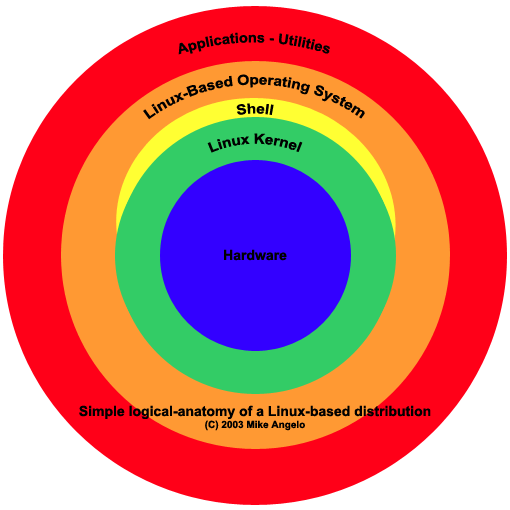 Applications - Utilities
Linux-Based Operating System
Shell
Linux Kernel
Hardware
Simple logical-anatomy of a Linux-based distribution
(C) 2003 Mike Angelo